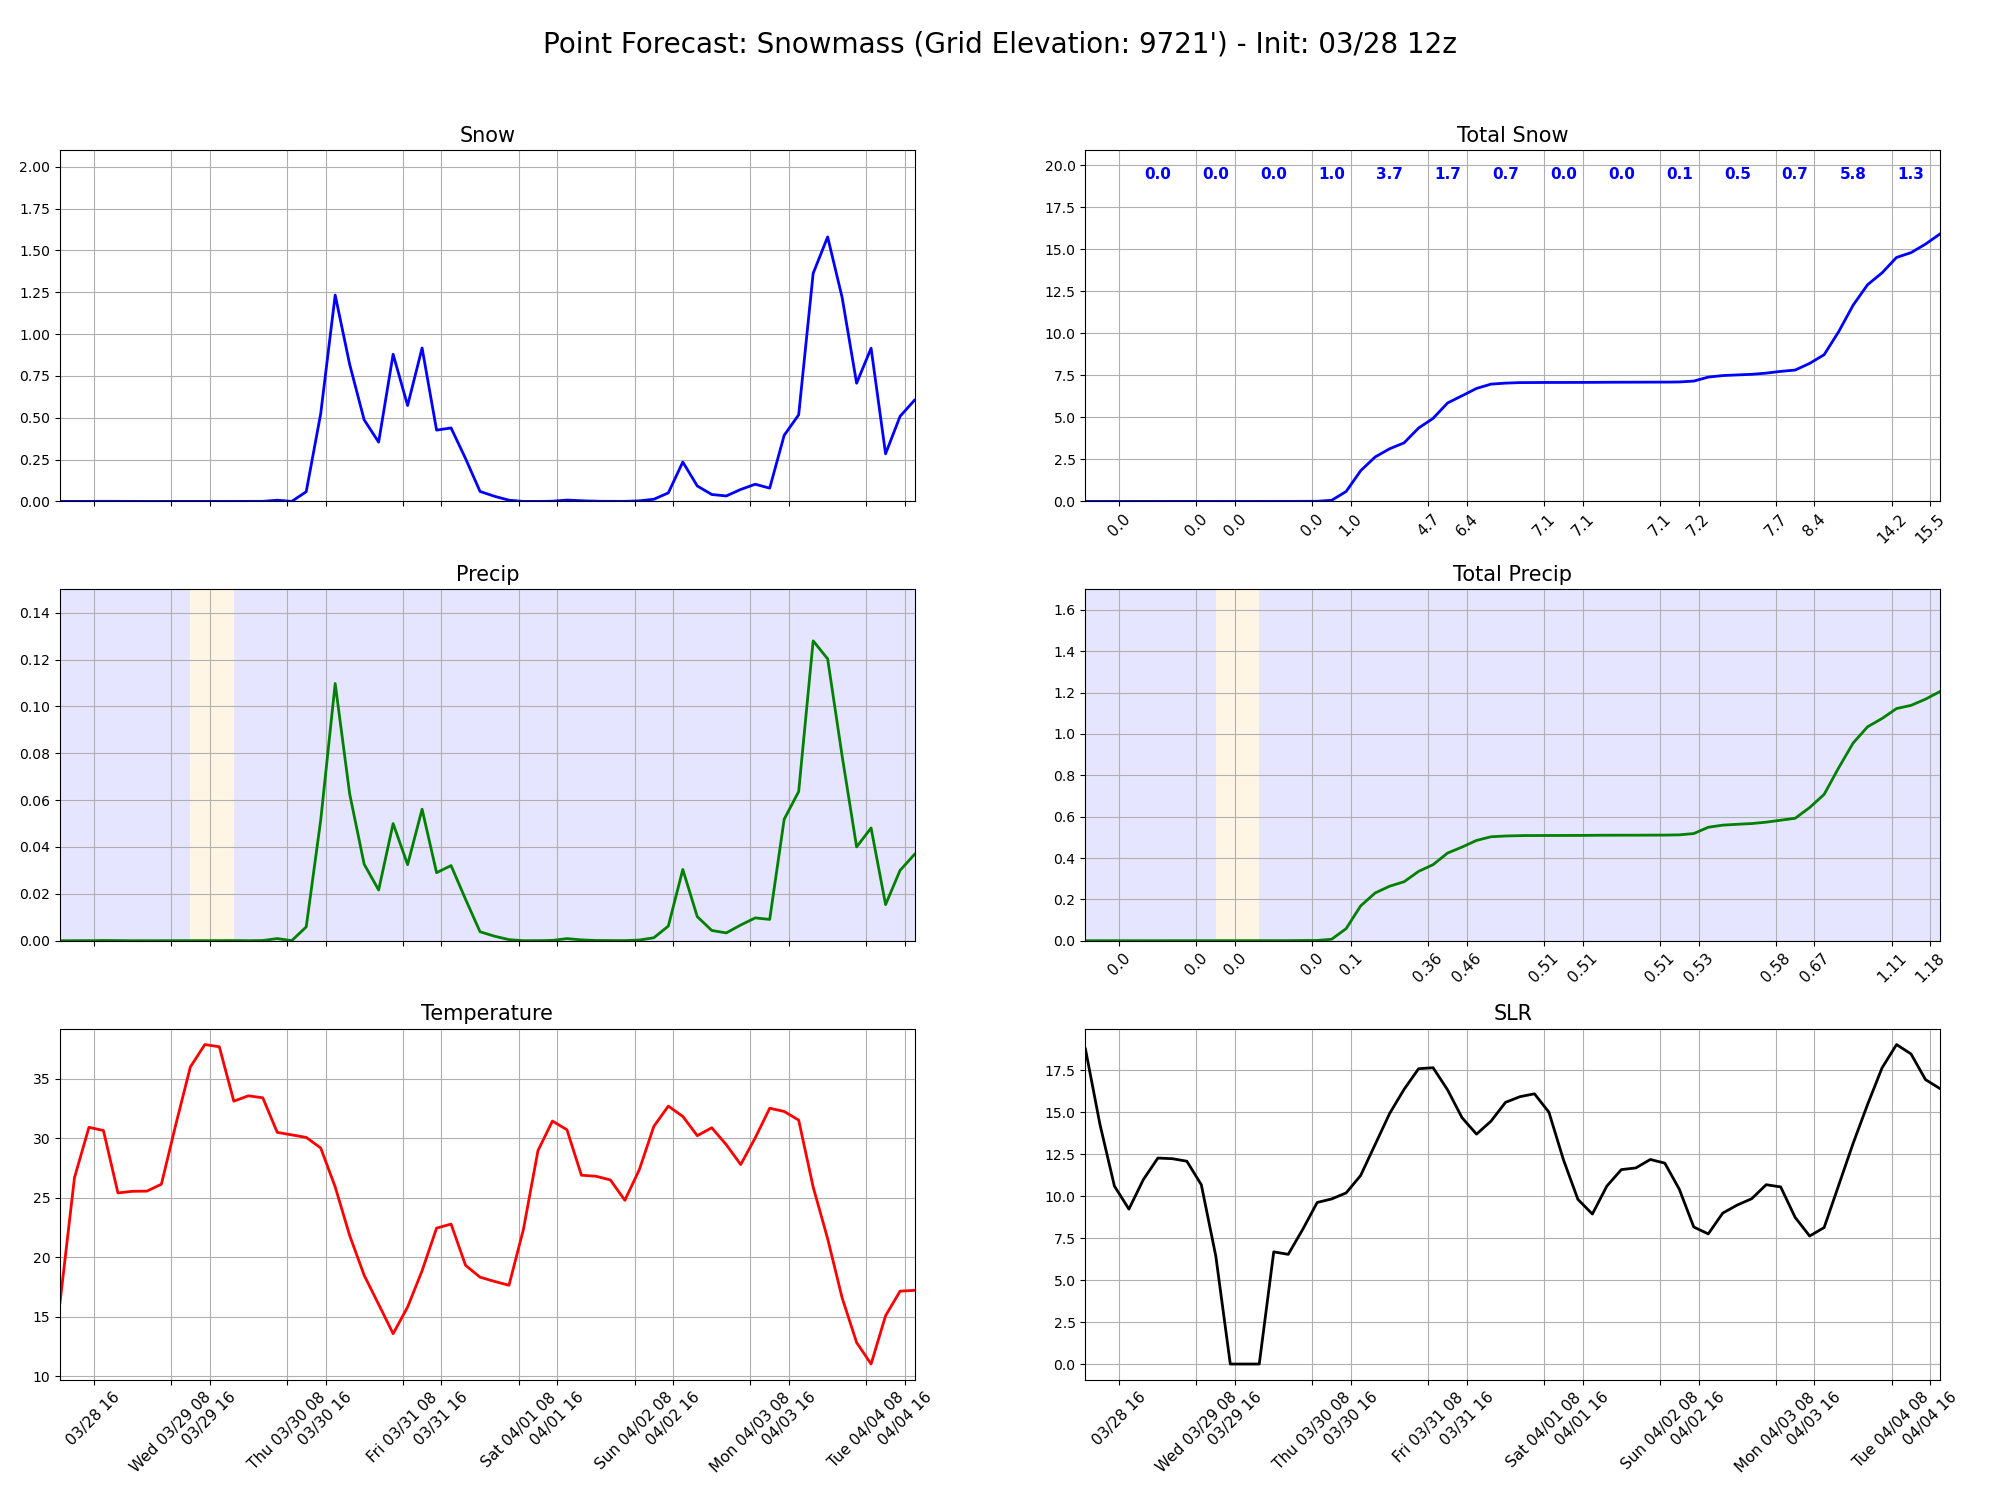 Point Forecast: Snowmass (Grid Elevation: 9721') - Init: 03/28 12z
Snow
2.00
1.75
1.50
1.25
1.00
0.75
0.50
0.25
0.00
Total Snow
20.0
17.5
15.0
12.5
10.0
7.5
5.0
2.5
0.0
0.0 0.0 0.0 1.0 3.7 1.7 0.7 0.0 0.0 0.1 0.5 0.7 5.8 1.3
0.0 0.0 0.0 0.0 1.0 4.7 6.4 7.1 7.1 7.1 7.2 7.7 8.4 14.2 15.5
Precip
0.14
0.12
0.10
0.08
0.06
0.04
0.02
0.00
Total Precip
1.6
1.4
1.2
1.0
0.8
0.6
0.4
0.2
0.0
0.0 0.0 0.0 0.0 0.1 0.36 0.46 0.51 0.51 0.51 0.53 0.58 0.67 1.11 1.18
Temperature
35
30
25
20
15
10
03/28 16
Wed 03/29 08
03/29 16
Thu 03/30 08
03/30 16
Fri 03/31 08
03/31 16
Sat 04/01 08
04/01 16
Sun 04/02 08
04/02 16
Mon 04/03 08
04/03 16
Tue 04/04 08
04/04 16
SLR
17.5
15.0
12.5
10.0
7.5
5.0
2.5
0.0
03/28 16
Wed 03/29 08
03/29 16
Thu 03/30 08
03/30 16
Fri 03/31 08
03/31 16
Sat 04/01 08
04/01 16
Sun 04/02 08
04/02 16
Mon 04/03 08
04/03 16
Tue 04/04 08
04/04 16